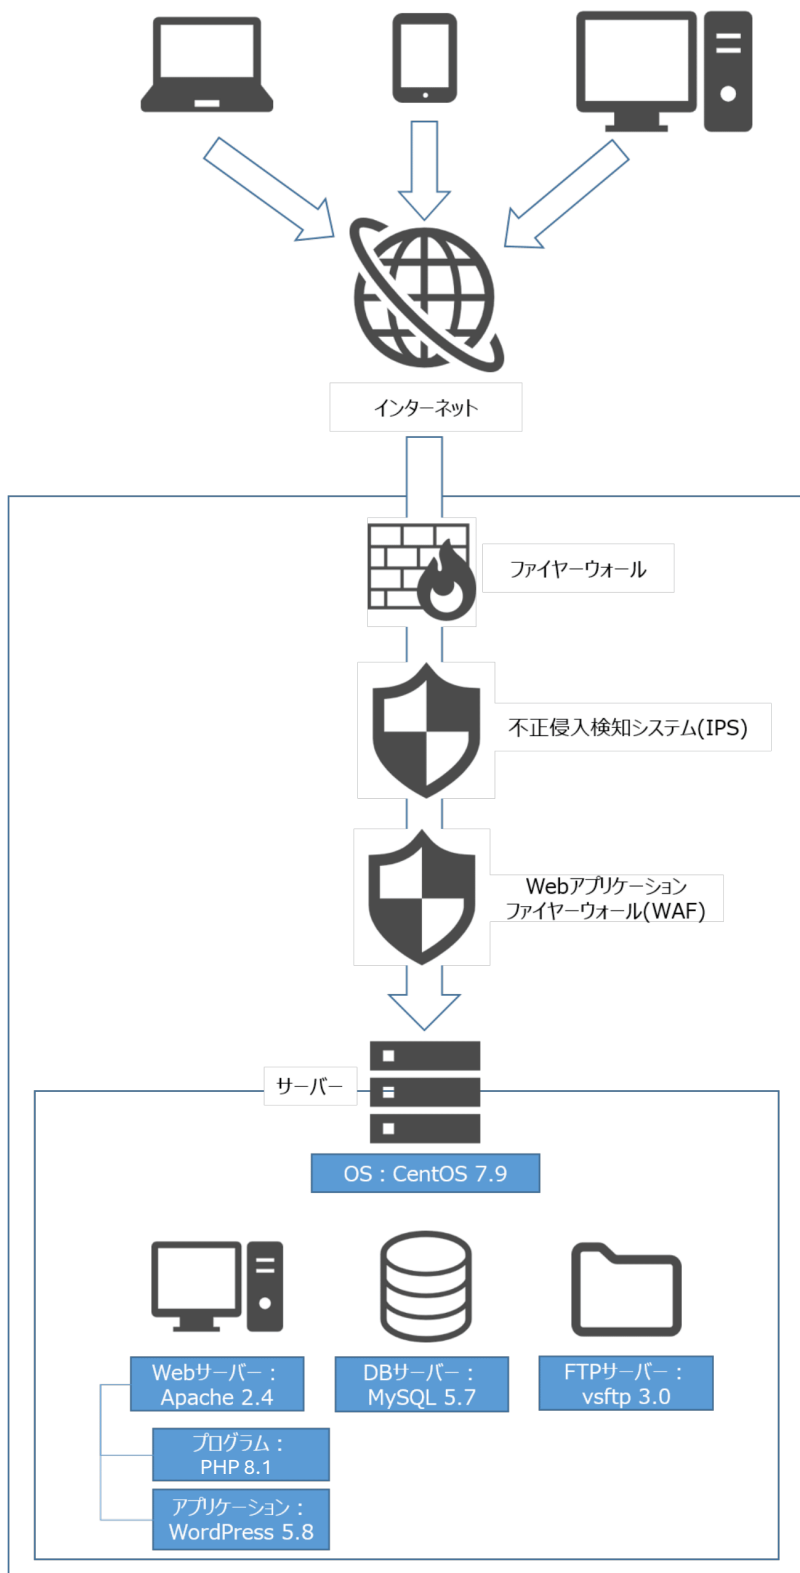 インターネット
ファイヤーウォール
不正侵入検知システム(IPS)
Webアプリケーション
ファイヤーウォール(WAF)
サーバー
OS：CentOS 7.9
Webサーバー：
Apache 2.4
DBサーバー：
MySQL 5.7
FTPサーバー：
vsftp 3.0
プログラム：
PHP 8.1
アプリケーション：
WordPress 5.8